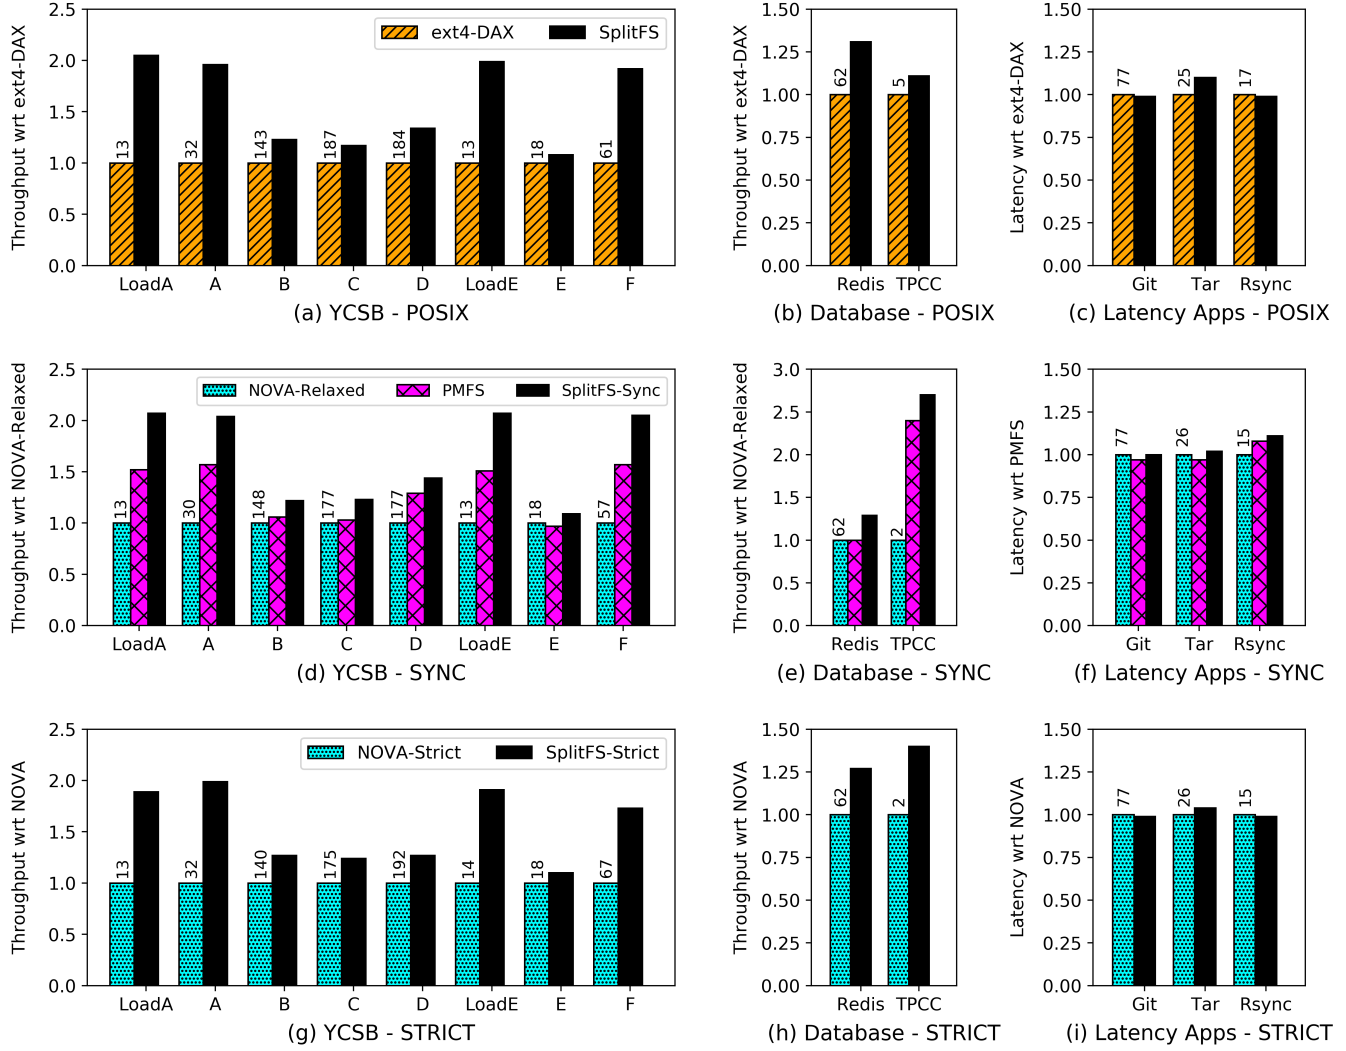 Throughput wrt ext4-DAX
2.5
2.0
1.5
1.0
0.5
0.0
ext4-DAX
SplitFS
13
32
143
187
184
13
18
61
LoadA A B C D LoadE E F
(a) YCSB - POSIX
Throughput wrt ext4-DAX
1.50
1.25
1.00
0.75
0.50
0.25
0.00
62
5
Redis TPCC
(b) Database - POSIX
Latency wrt ext4-DAX
1.50
1.25
1.00
0.75
0.50
0.25
0.00
77
25
17
Git Tar Rsync
(c) Latency Apps - POSIX
Throughput wrt NOVA-Relaxed
2.5
2.0
1.5
1.0
0.5
0.0
NOVA-Relaxed
PMFS
SplitFS-Sync
13
30
148
177
177
13
18
57
LoadA A B C D LoadE E F
(d) YCSB - SYNC
Throughput wrt NOVA-Relaxed
3.0
2.5
2.0
1.5
1.0
0.5
0.0
62
2
Redis TPCC
(e) Database - SYNC
Latency wrt PMFS
1.50
1.25
1.00
0.75
0.50
0.25
0.00
77
26
15
Git Tar Rsync
(f) Latency Apps - SYNC
Throughput wrt NOVA
2.5
2.0
1.5
1.0
0.5
0.0
NOVA-Strict
SplitFS-Strict
13
32
140
175
192
14
18
67
LoadA A B C D LoadE E F
(g) YCSB - STRICT
Throughput wrt NOVA
1.50
1.25
1.00
0.75
0.50
0.25
0.00
62
2
Redis TPCC
(h) Database - STRICT
Latency wrt NOVA
1.50
1.25
1.00
0.75
0.50
0.25
0.00
77
26
15
Git Tar Rsync
(i) Latency Apps - STRICT